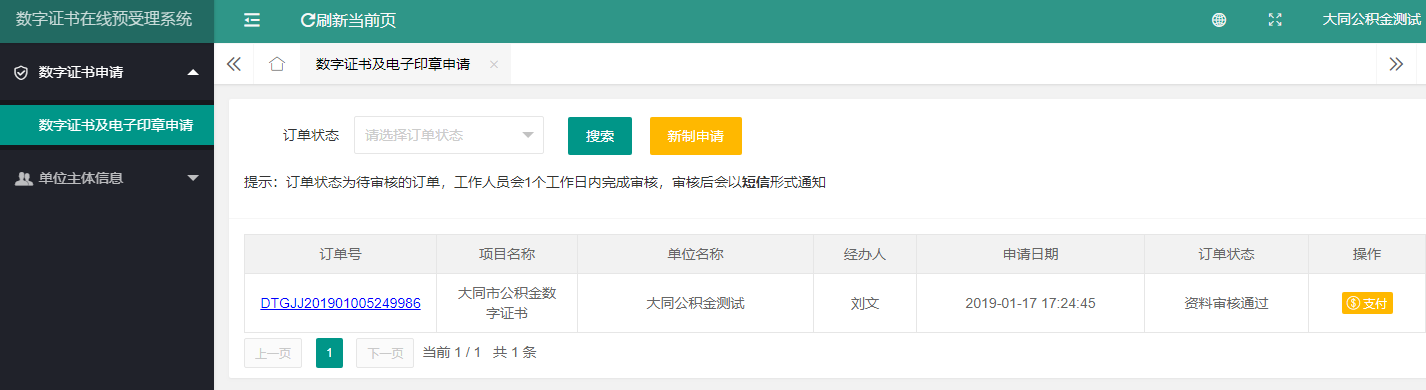 数字证书在线预受理系统
刷新当前页
大同公积金测试
数字证书申请
数字证书及电子印章申请
单位主体信息
数字证书及电子印章申请 ×
订单状态 请选择订单状态 搜索 新制申请
提示：订单状态为待审核的订单，工作人员会1个工作日内完成审核，审核后会以短信形式通知
订单号 项目名称 单位名称 经办人 申请日期 订单状态 操作
DTGJJ201901005249986 大同市公积金数字证书 大同公积金测试 刘文 2019-01-17 17:24:45 资料审核通过 支付
上一页 1 下一页 当前 1 / 1 共 1 条